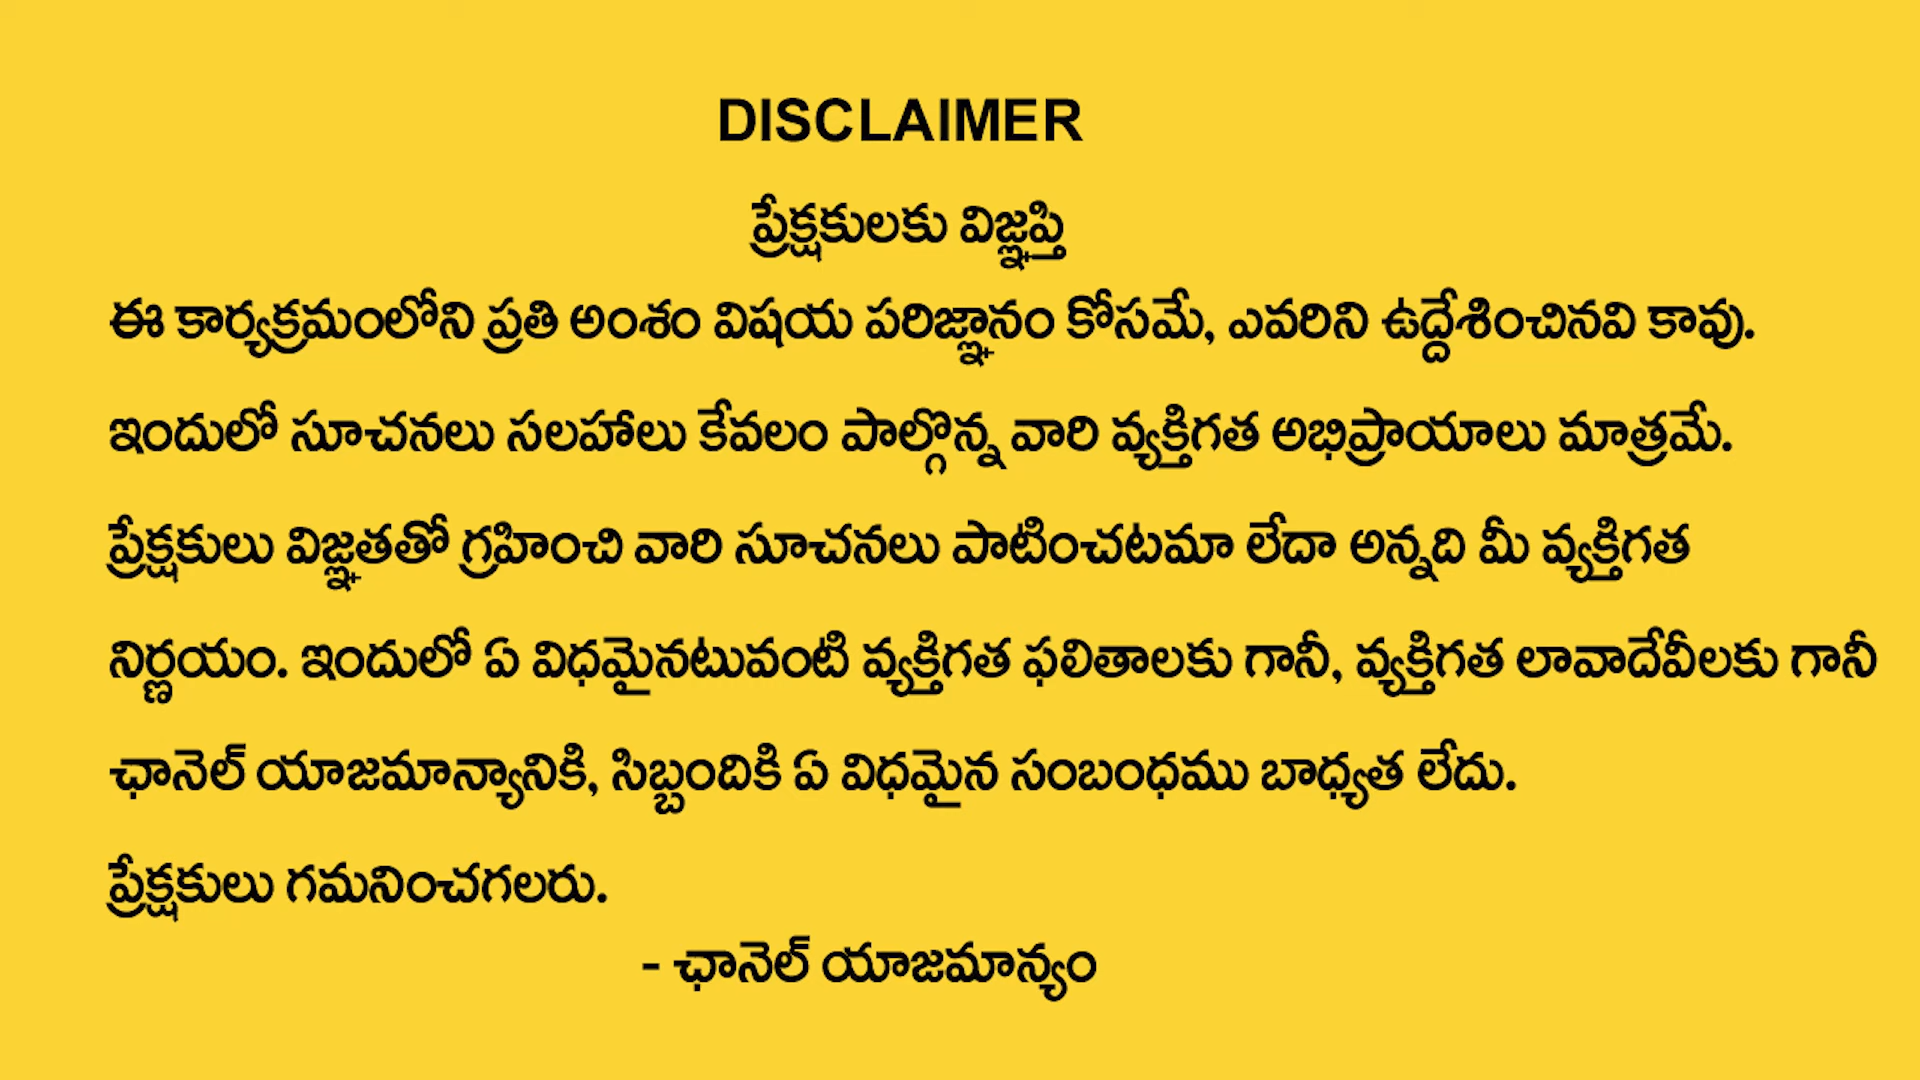 DISCLAIMER
ప్రేక్షకులకు విజ్ఞప్తి
ఈ కార్యక్రమంలోని ప్రతి అంశం విషయ పరిజ్ఞానం కోసమే, ఎవరిని ఉద్దేశించినవి కావు.
ఇందులో సూచనలు సలహాలు కేవలం పాల్గొన్న వారి వ్యక్తిగత అభిప్రాయాలు మాత్రమే.
ప్రేక్షకులు విజ్ఞతతో గ్రహించి వారి సూచనలు పాటించటమా లేదా అన్నది మీ వ్యక్తిగత
నిర్ణయం. ఇందులో ఏ విధమైనటువంటి వ్యక్తిగత ఫలితాలకు గానీ, వ్యక్తిగత లావాదేవీలకు గానీ
ఛానెల్ యాజమాన్యానికి, సిబ్బందికి ఏ విధమైన సంబంధము బాధ్యత లేదు.
ప్రేక్షకులు గమనించగలరు.
- ఛానెల్ యాజమాన్యం